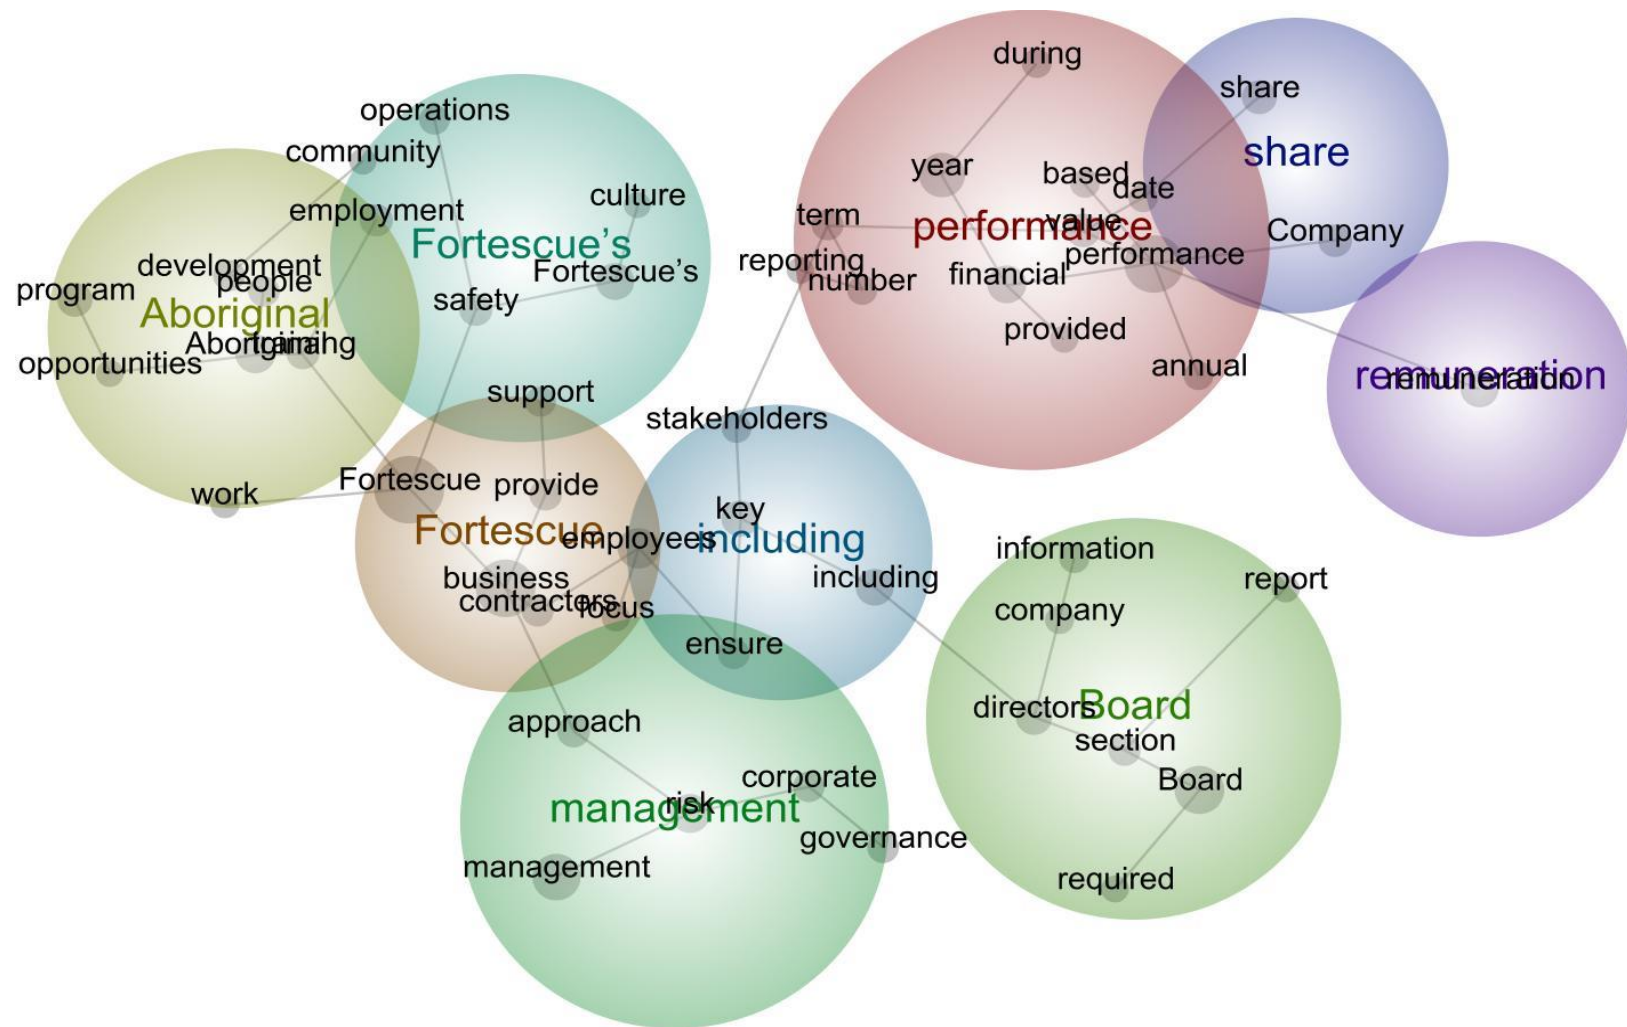 during
operations
share
community
share
year
based
date
culture
employment
term
value
performance
Company
Fortescue's
performance
reporting
development
Fortescue's
financial
number
people
program
safety
Aboriginal
provided
Aboriginal
training
opportunities
annual
remuneration
remuneration
support
stakeholders
Fortescue
provide
work
key
Fortescue
employees
including
information
business
including
report
contractors
focus
company
ensure
directors
Board
approach
section
corporate
Board
risk
management
governance
management
required